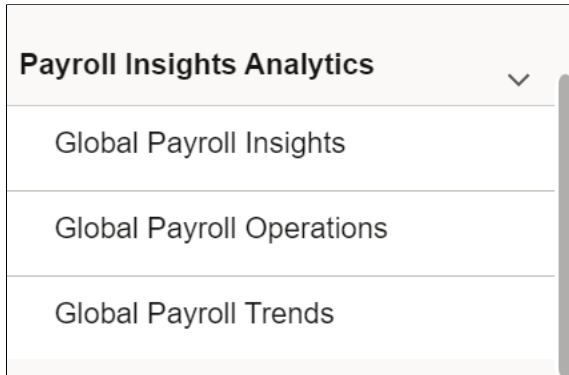 Payroll Insights Analytics
Global Payroll Insights
Global Payroll Operations
Global Payroll Trends